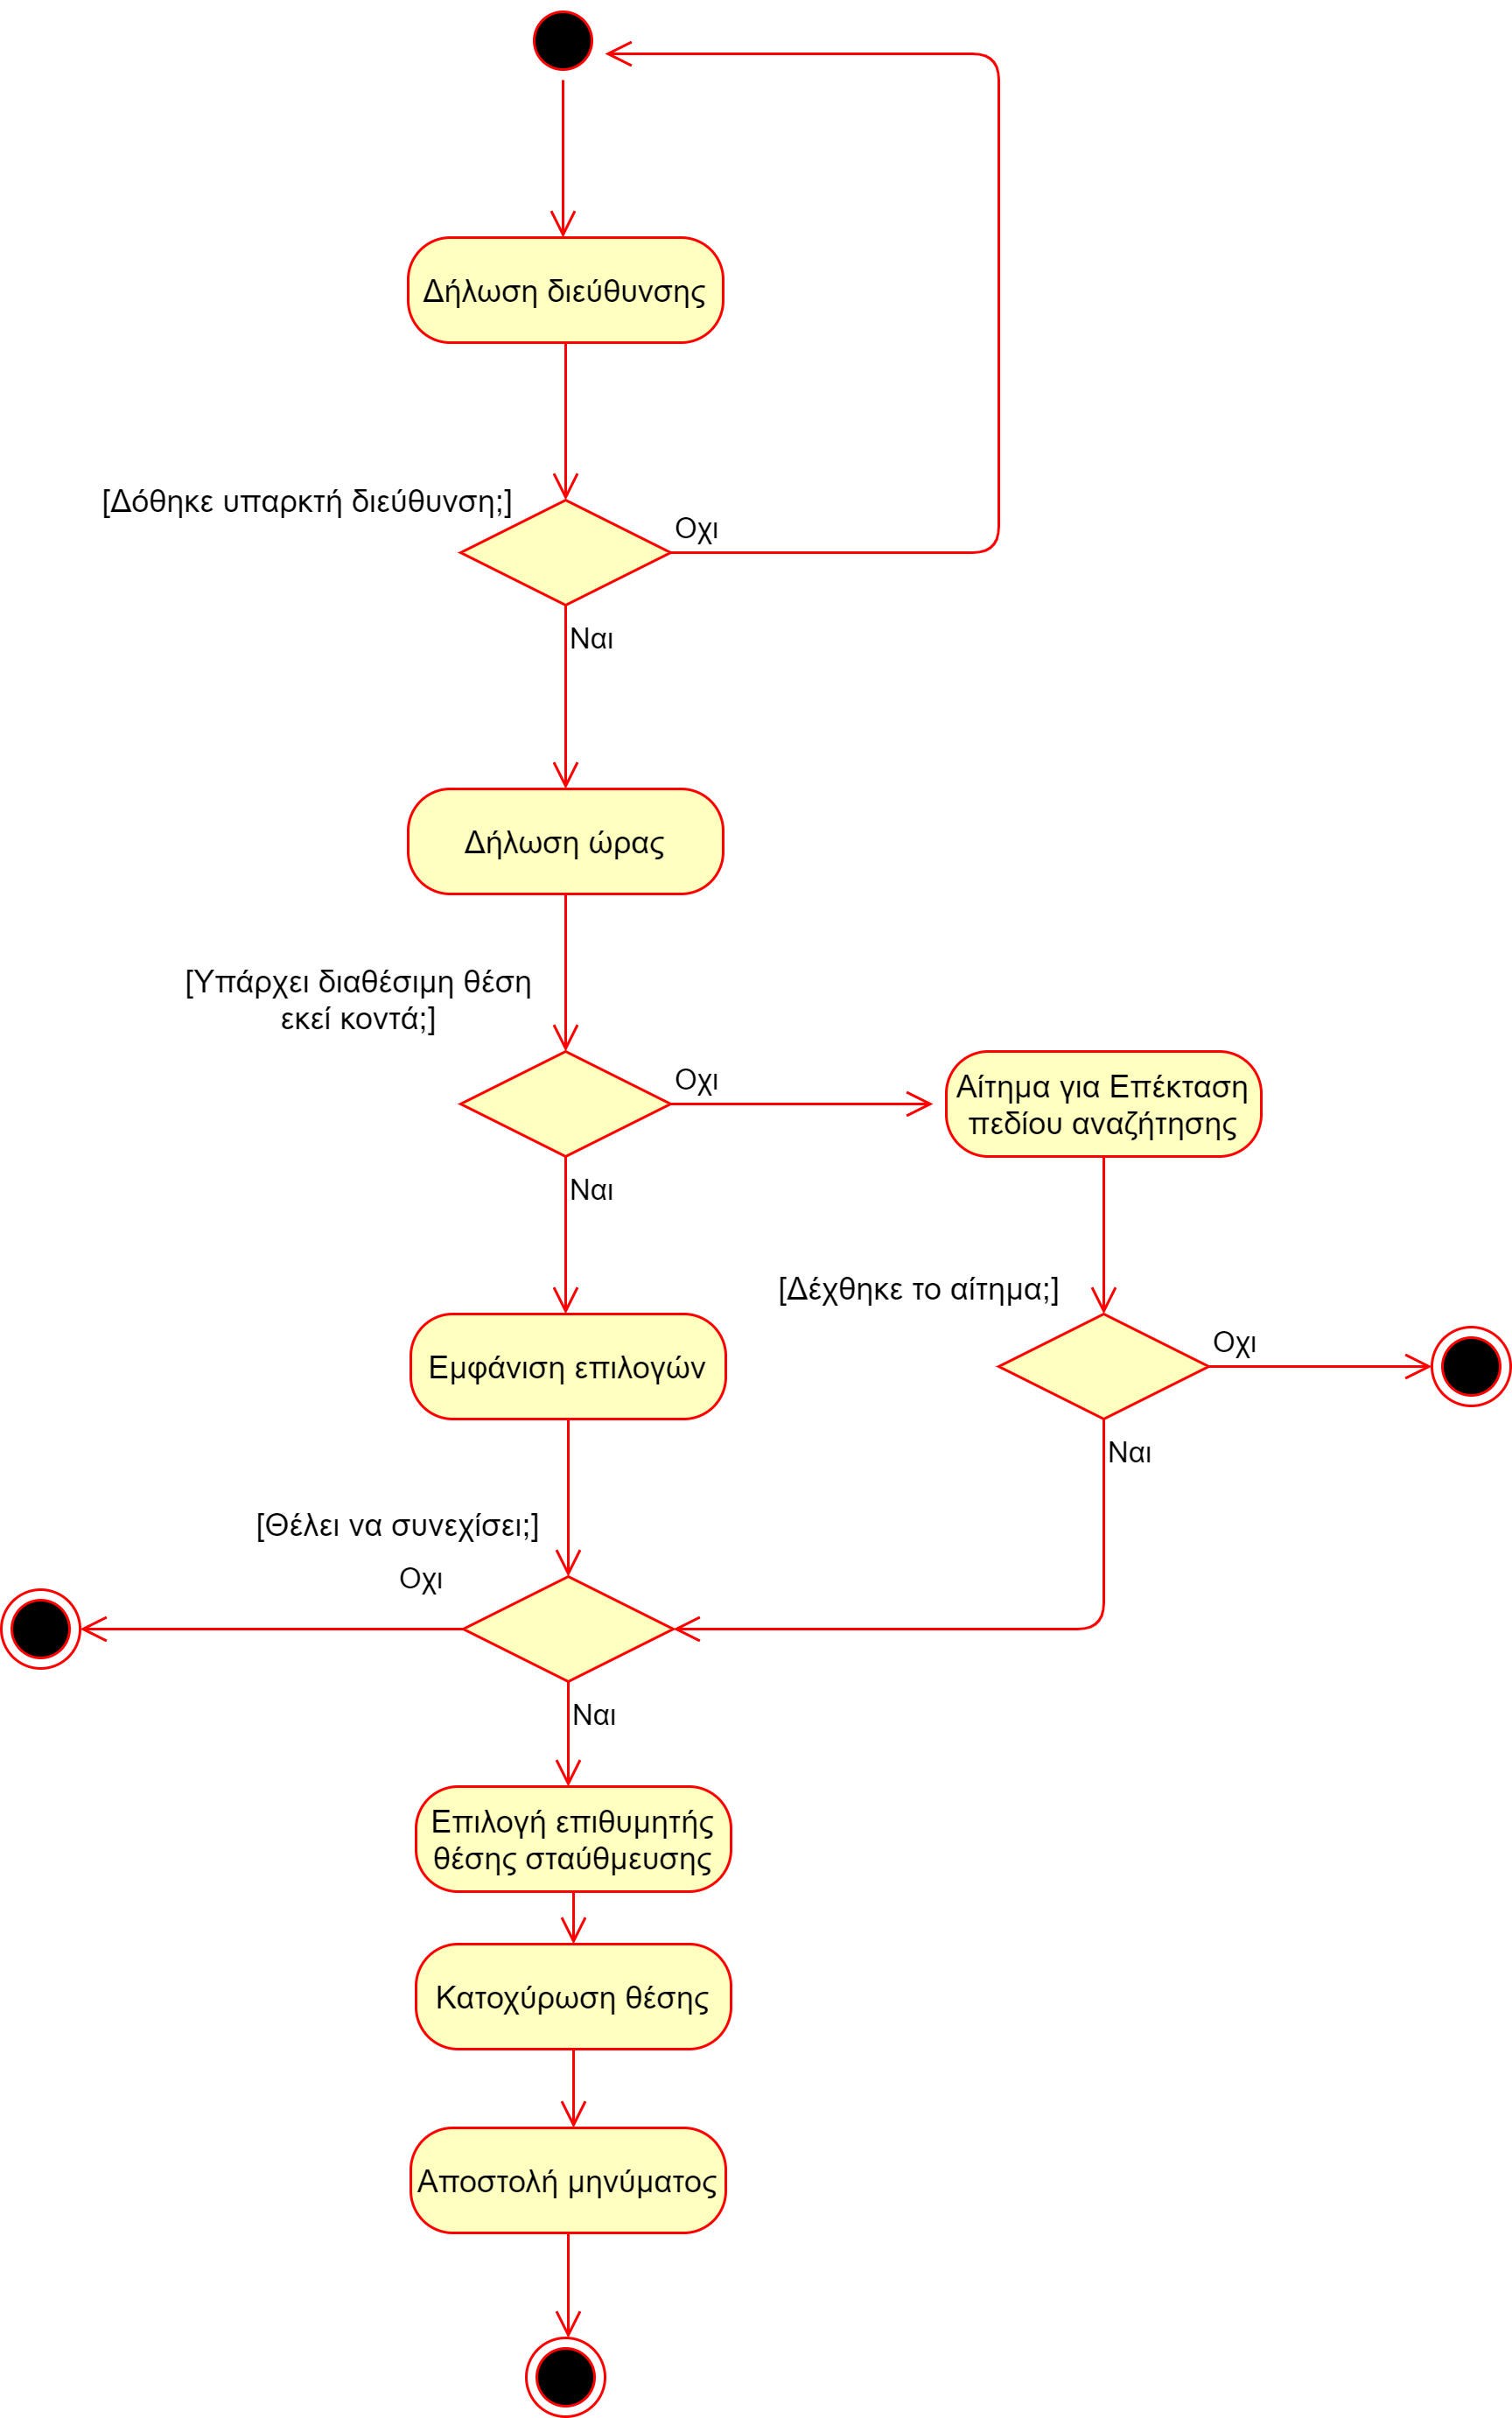 Δήλωση διεύθυνσης
[Δόθηκε υπαρκτή διεύθυνση;]
Οχι
Ναι
Δήλωση ώρας
[Υπάρχει διαθέσιμη θέση
εκεί κοντά;]
Οχι
Αίτημα για Επέκταση
πεδίου αναζήτησης
Ναι
[Δέχθηκε το αίτημα;]
Οχι
Εμφάνιση επιλογών
Ναι
[Θέλει να συνεχίσει;]
Οχι
Ναι
Επιλογή επιθυμητής
θέσης σταύθμευσης
Κατοχύρωση θέσης
Αποστολή μηνύματος